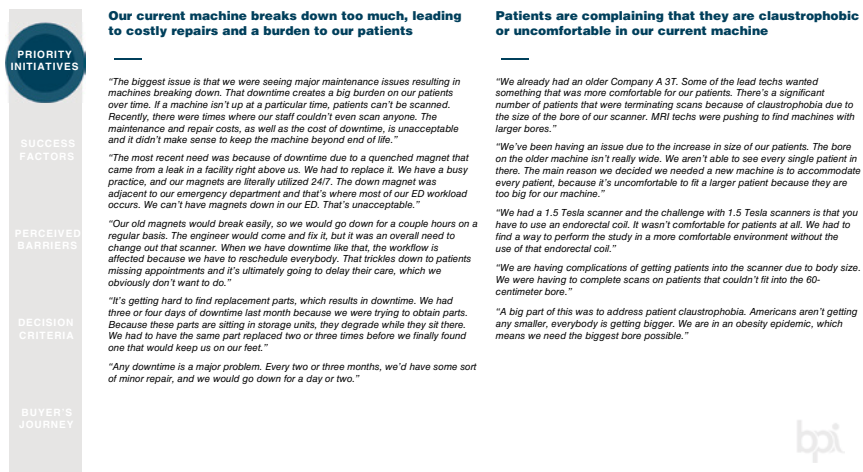 PRIORITY
INITIATIVES
SUCCESS
FACTORS
PERCEIVED
BARRIERS
DECISION
CRITERIA
BUYER'S
JOURNEY
Our current machine breaks down too much, leading
to costly repairs and a burden to our patients
“The biggest issue is that we were seeing major maintenance issues resulting in
machines breaking down. That downtime creates a big burden on our patients
over time. If a machine isn’t up at a particular time, patients can’t be scanned.
Recently, there were times where our staff couldn’t even scan anyone. The
maintenance and repair costs, as well as the cost of downtime, is unacceptable
and it didn’t make sense to keep the machine beyond end of life.”
“The most recent need was because of downtime due to a quenched magnet that
came from a leak in a facility right above us. We had to replace it. We have a busy
practice, and our magnets are literally utilized 24/7. The down magnet was
adjacent to our emergency department and that’s where most of our ED workload
occurs. We can’t have magnets down in our ED. That’s unacceptable.”
“Our old magnets would break easily, so we would go down for a couple hours on a
regular basis. The engineer would come and fix it, but it was an overall need to
change out that scanner. When we have downtime like that, the workflow is
affected because we have to reschedule everybody. That trickles down to patients
missing appointments and it’s ultimately going to delay their care, which we
obviously don’t want to do.”
“It’s getting hard to find replacement parts, which results in downtime. We had
three or four days of downtime last month because we were trying to obtain parts.
Because these parts are sitting in storage units, they degrade while they sit there.
We had to have the same part replaced two or three times before we finally found
one that would keep us on our feet.”
“Any downtime is a major problem. Every two or three months, we’d have some sort
of minor repair, and we would go down for a day or two.”
Patients are complaining that they are claustrophobic
or uncomfortable in our current machine
“We already had an older Company A 3T. Some of the lead techs wanted
something that was more comfortable for our patients. There’s a significant
number of patients that were terminating scans because of claustrophobia due to
the size of the bore of our scanner. MRI techs were pushing to find machines with
larger bores.”
“We’ve been having an issue due to the increase in size of our patients. The bore
on the older machine isn’t really wide. We aren’t able to see every single patient in
there. The main reason we decided we needed a new machine is to accommodate
every patient, because it’s uncomfortable to fit a larger patient because they are
too big for our machine.”
“We had a 1.5 Tesla scanner and the challenge with 1.5 Tesla scanners is that you
have to use an endorectal coil. It wasn’t comfortable for patients at all. We had to
find a way to perform the study in a more comfortable environment without the
use of that endorectal coil.”
“We are having complications of getting patients into the scanner due to body size.
We were having to complete scans on patients that couldn’t fit into the 60-
centimeter bore.”
“A big part of this was to address patient claustrophobia. Americans aren’t getting
any smaller, everybody is getting bigger. We are in an obesity epidemic, which
means we need the biggest bore possible.”
bpi